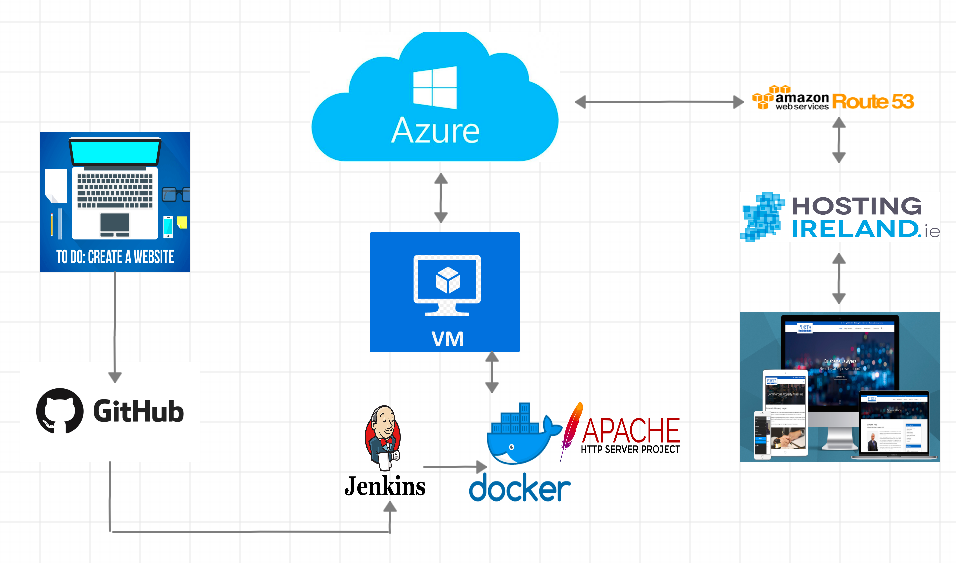 Azure
amazon
web services
Route 53
TO DO: CREATE A WEBSITE
HOSTING
IRELAND.ie
VM
GitHub
Jenkins
docker
APACHE
HTTP SERVER PROJECT